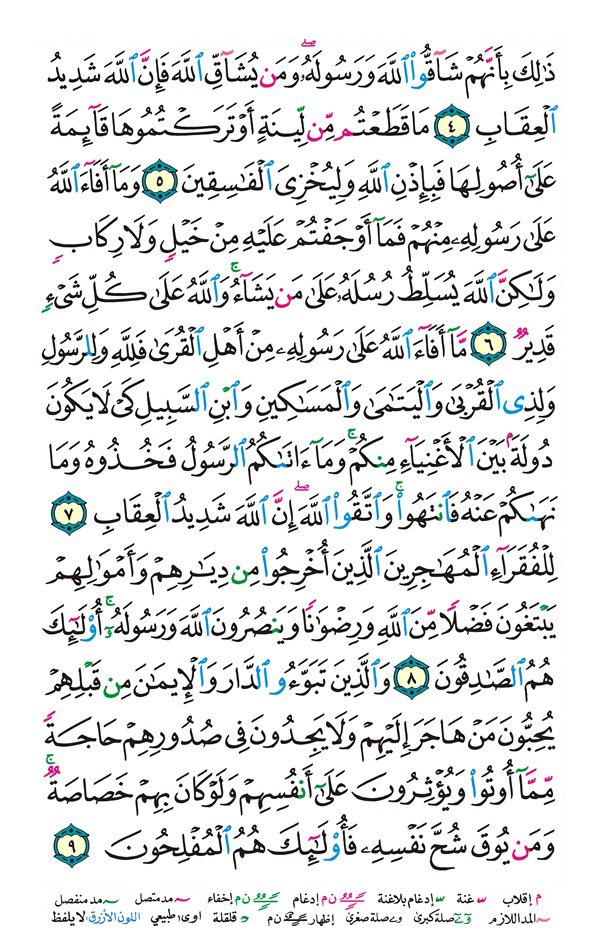 ذَٰلِكَ بِأَنَّهُمْ شَآقُّوا۟ ٱللَّهَ وَرَسُولَهُۥ ۖ وَمَن يُشَآقِّ ٱللَّهَ فَإِنَّ ٱللَّهَ شَدِيدُ
ٱلْعِقَابِ ٤ مَا قَطَعْتُم مِّن لِّينَةٍ أَوْ تَرَكْتُمُوهَا قَآئِمَةً
عَلَىٰٓ أُصُولِهَا فَبِإِذْنِ ٱللَّهِ وَلِيُخْزِىَ ٱلْفَـٰسِقِينَ ٥ وَمَآ أَفَآءَ ٱللَّهُ
عَلَىٰ رَسُولِهِۦ مِنْهُمْ فَمَآ أَوْجَفْتُمْ عَلَيْهِ مِنْ خَيْلٍ وَلَا رِكَابٍ
وَلَـٰكِنَّ ٱللَّهَ يُسَلِّطُ رُسُلَهُۥ عَلَىٰ مَن يَشَآءُ ۚ وَٱللَّهُ عَلَىٰ كُلِّ شَىْءٍ
قَدِيرٌ ٦ مَّآ أَفَآءَ ٱللَّهُ عَلَىٰ رَسُولِهِۦ مِنْ أَهْلِ ٱلْقُرَىٰ فَلِلَّهِ وَلِلرَّسُولِ
وَلِذِى ٱلْقُرْبَىٰ وَٱلْيَتَـٰمَىٰ وَٱلْمَسَـٰكِينِ وَٱبْنِ ٱلسَّبِيلِ كَىْ لَا يَكُونَ
دُولَةًۢ بَيْنَ ٱلْأَغْنِيَآءِ مِنكُمْ ۚ وَمَآ ءَاتَىٰكُمُ ٱلرَّسُولُ فَخُذُوهُ وَمَا
نَهَىٰكُمْ عَنْهُ فَٱنتَهُوا۟ ۚ وَٱتَّقُوا۟ ٱللَّهَ ۖ إِنَّ ٱللَّهَ شَدِيدُ ٱلْعِقَابِ ٧
لِلْفُقَرَآءِ ٱلْمُهَـٰجِرِينَ ٱلَّذِينَ أُخْرِجُوا۟ مِن دِيَـٰرِهِمْ وَأَمْوَٰلِهِمْ
يَبْتَغُونَ فَضْلًا مِّنَ ٱللَّهِ وَرِضْوَٰنًا وَيَنصُرُونَ ٱللَّهَ وَرَسُولَهُۥٓ ۚ أُو۟لَـٰٓئِكَ
هُمُ ٱلصَّـٰدِقُونَ ٨ وَٱلَّذِينَ تَبَوَّءُو ٱلدَّارَ وَٱلْإِيمَـٰنَ مِن قَبْلِهِمْ
يُحِبُّونَ مَنْ هَاجَرَ إِلَيْهِمْ وَلَا يَجِدُونَ فِى صُدُورِهِمْ حَاجَةً
مِّمَّآ أُوتُوا۟ وَيُؤْثِرُونَ عَلَىٰٓ أَنفُسِهِمْ وَلَوْ كَانَ بِهِمْ خَصَاصَةٌ ۚ
وَمَن يُوقَ شُحَّ نَفْسِهِۦ فَأُو۟لَـٰٓئِكَ هُمُ ٱلْمُفْلِحُونَ ٩
م إقلاب غنة إدغام بلاغنة ن م إدغام ن م إخفاء مد متصل مد منفصل
المد اللازم صلة كبرى صلة صغرى إظهار ن م قلقلة اوى؛ طبيعي اللون الأزرق: لا يلفظ